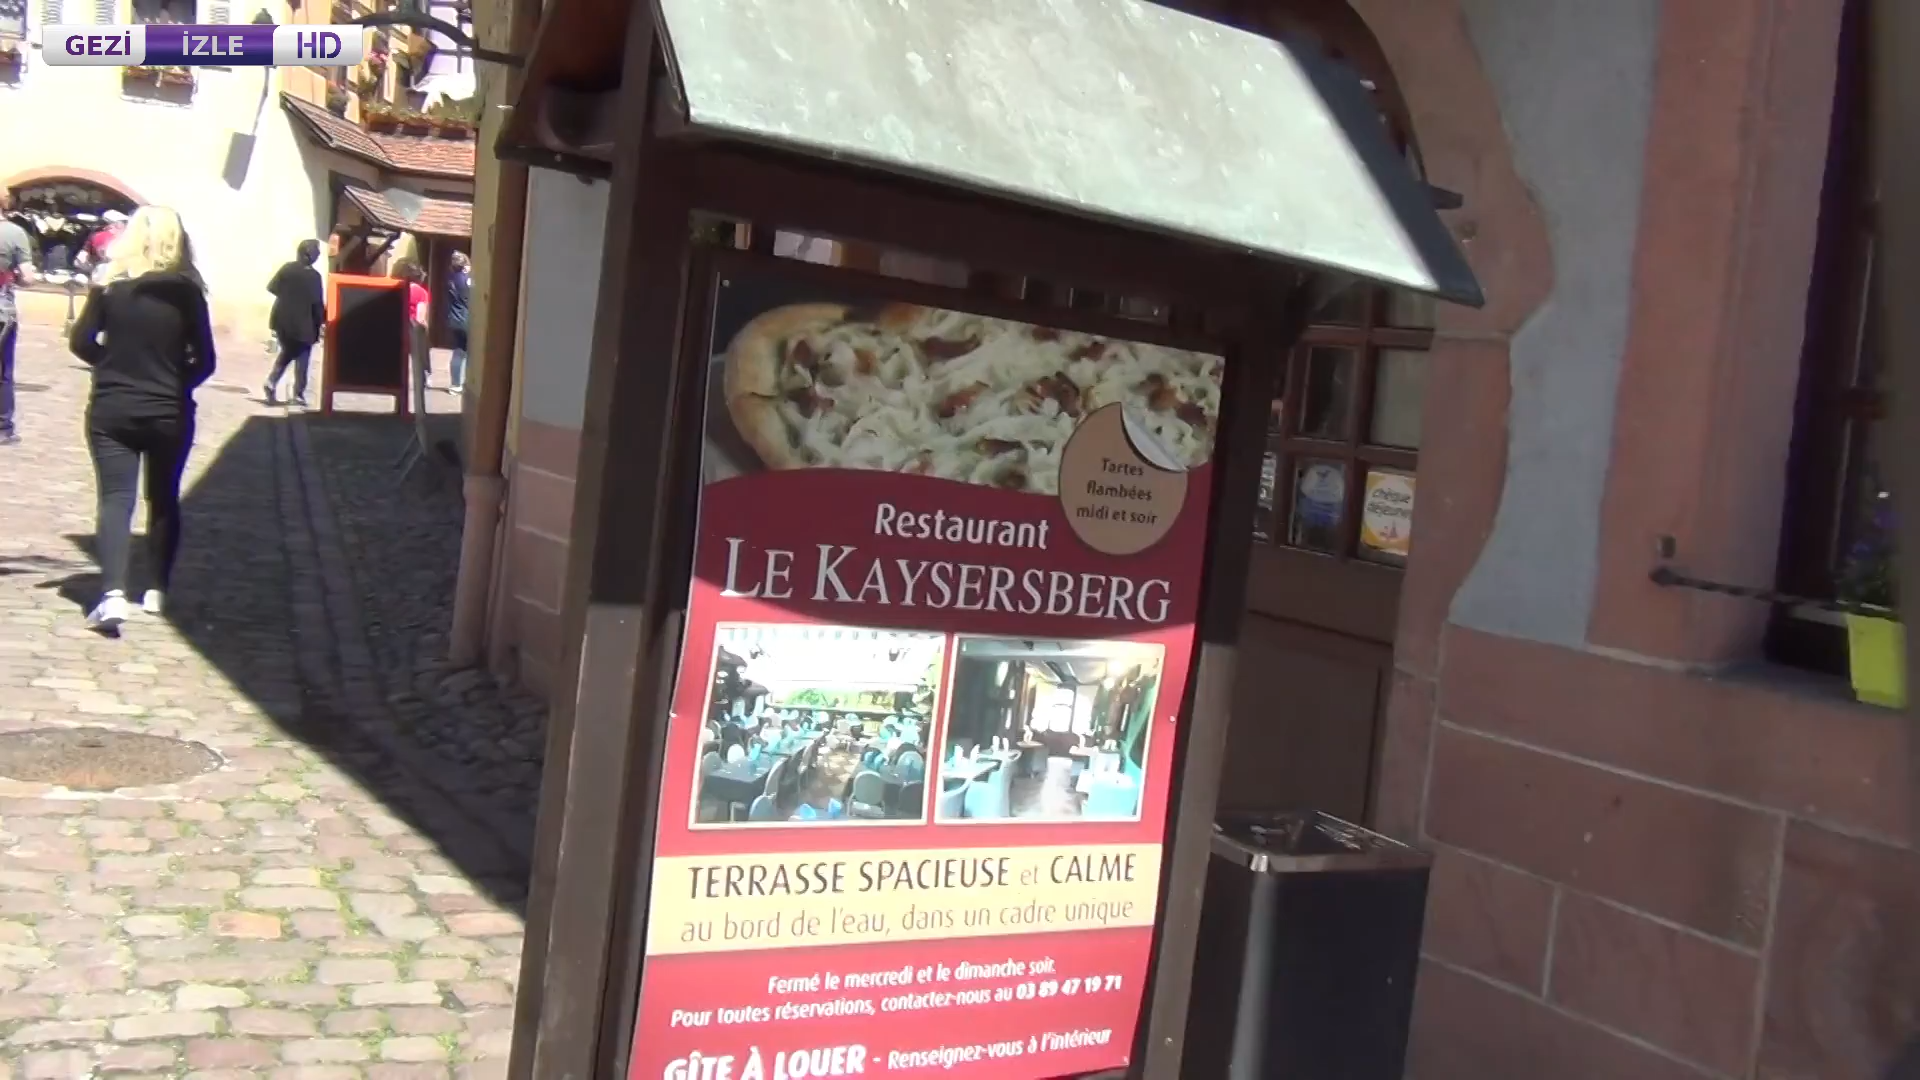 GEZİ İZLE HD
Tartes
flambées
midi et soir
Restaurant
LE KAYSERSBERG
chèque
déjeuner
TERRASSE SPACIEUSE et CALME
au bord de l'eau, dans un cadre unique
Fermé le mercredi et le dimanche soir.
Pour toutes réservations, contactez-nous au 03 89 47 19 71
GÎTE À LOUER - Renseignez-vous à l'intérieur